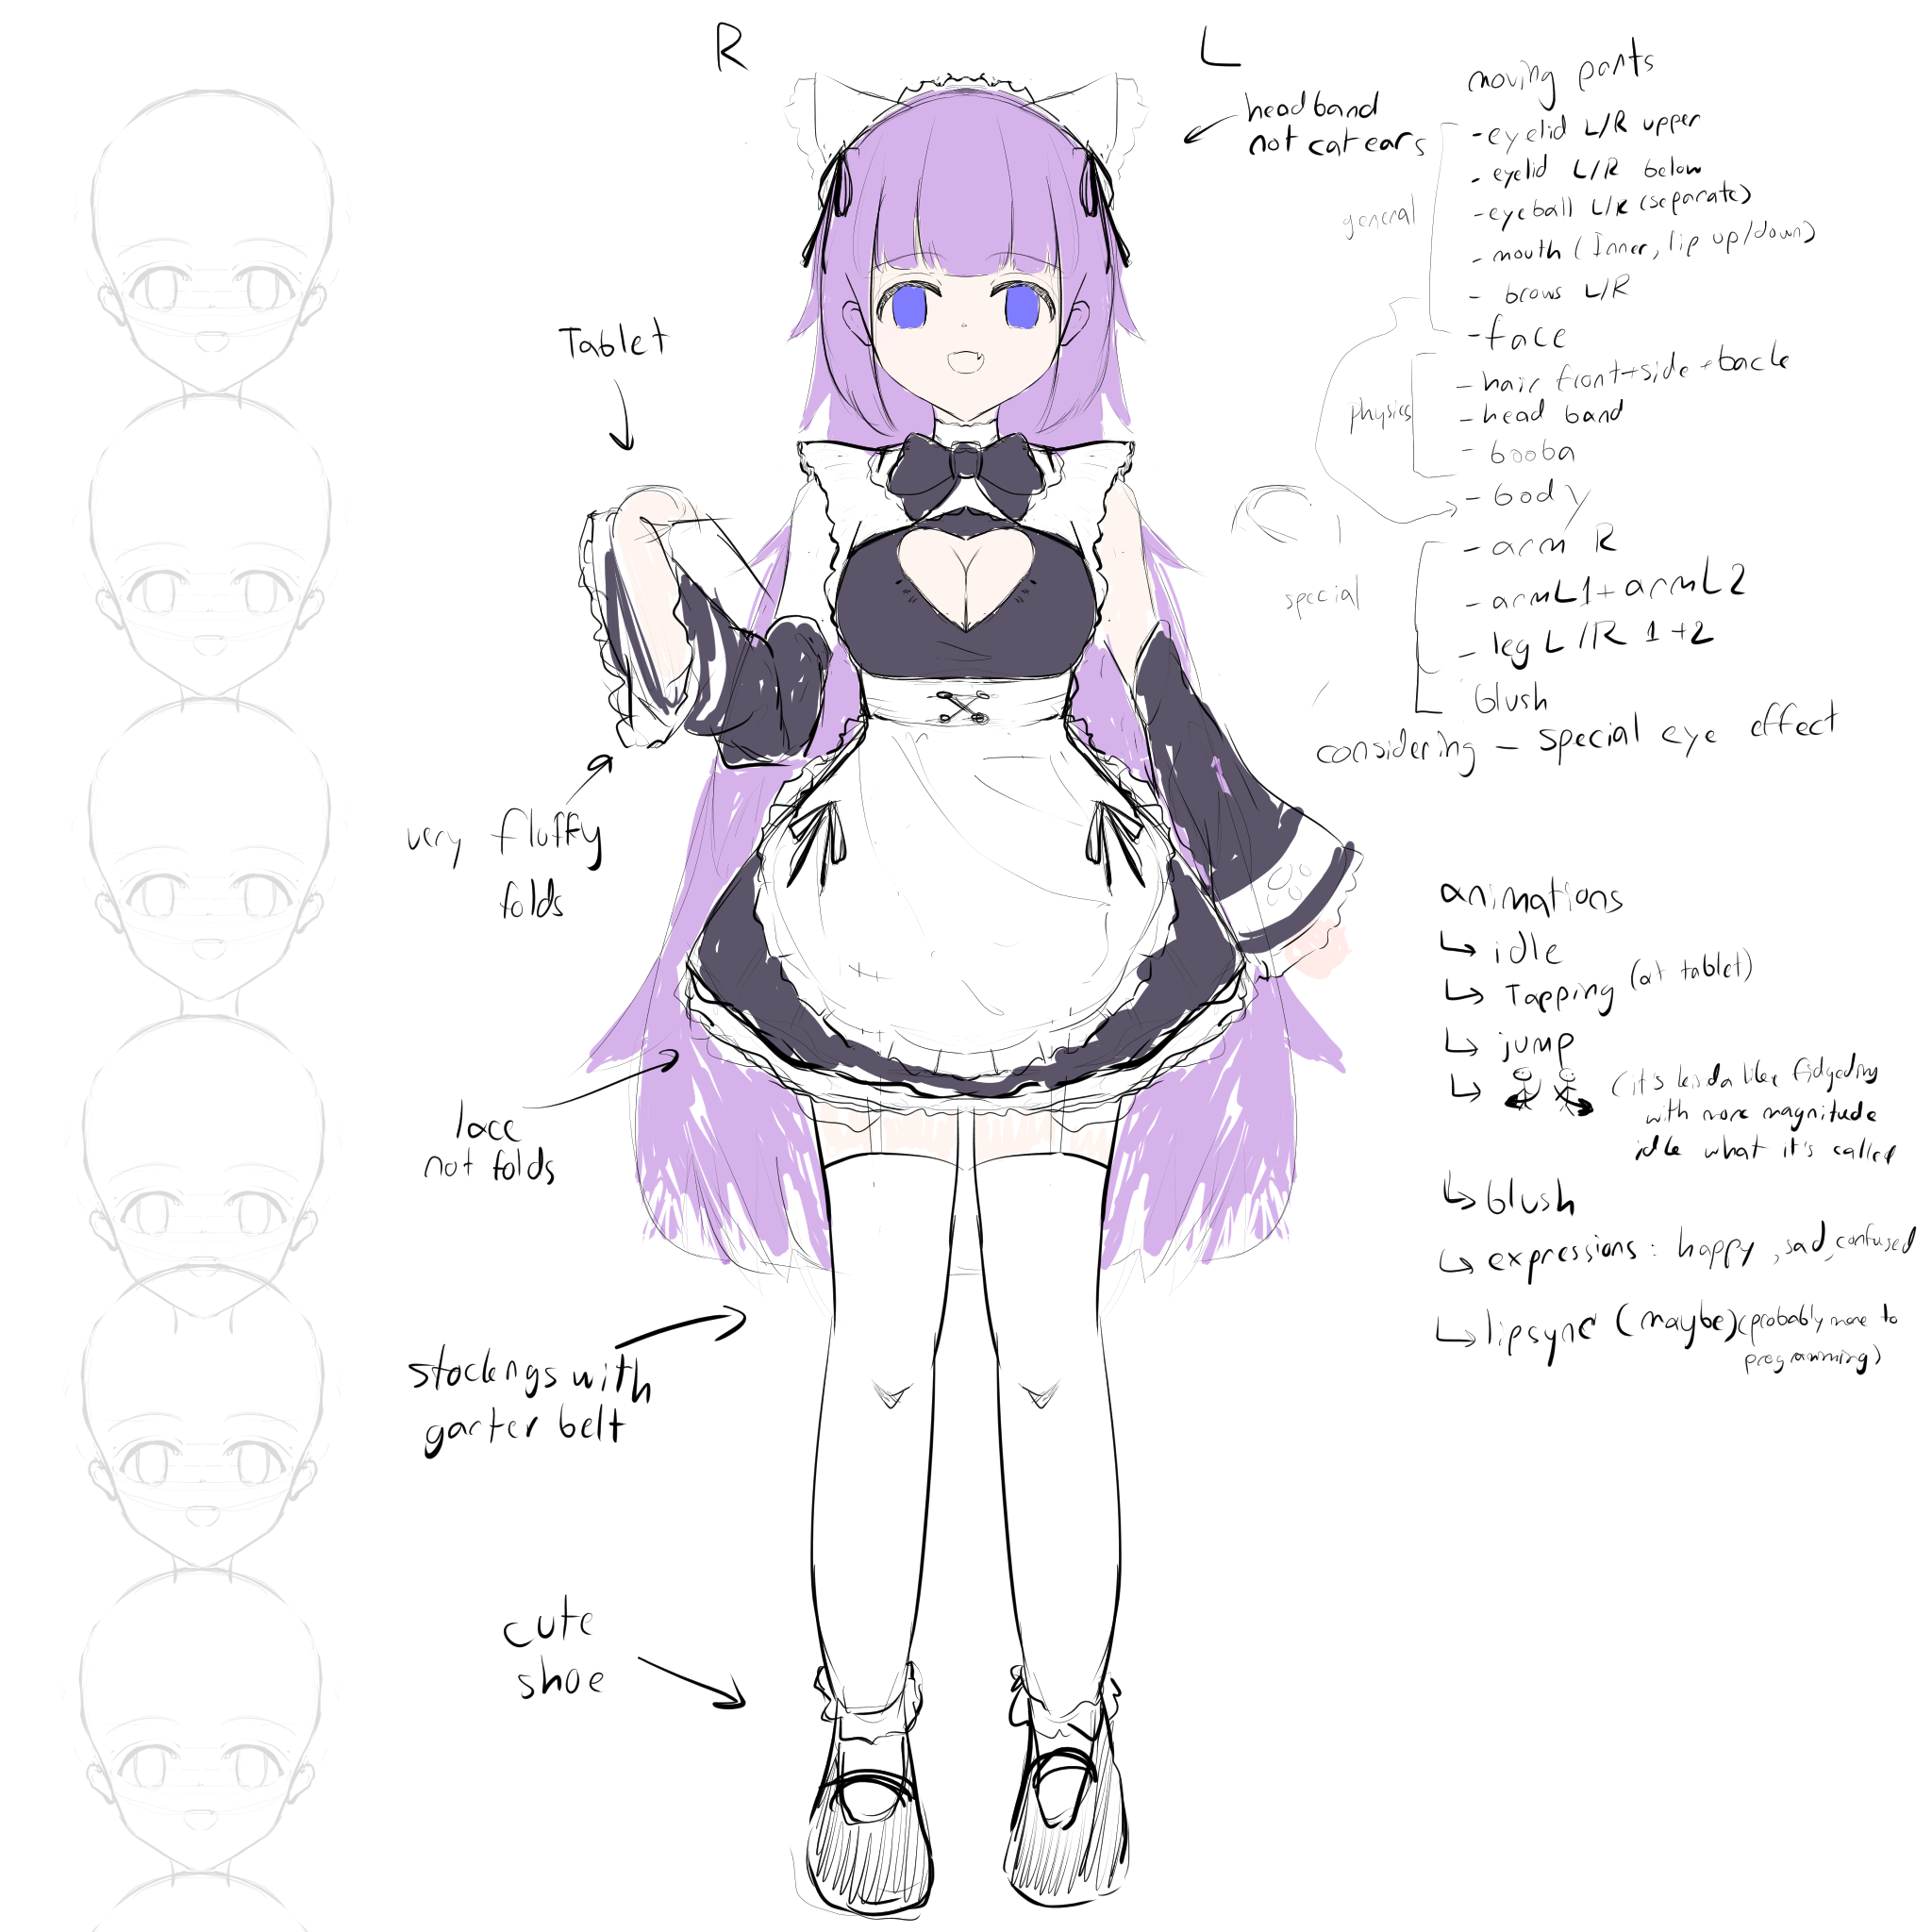 R
L
headband
not cat ears
Tablet
very fluffy
folds
lace
not folds
stockings with
garter belt
cute
shoe
moving parts
general
- eyelid L/R upper
- eyelid L/R below
- eyeball L/R (separate)
- mouth (Inner, lip up/down)
- brows L/R
- face
physics
- hair front+side+back
- head band
- booba
- body
special
- arm R
- armL1+armL2
- leg L/R 1+2
blush
considering - special eye effect
animations
↳ idle
↳ Tapping (at tablet)
↳ jump
↳ (it's kinda like fidgeding
with more magnitude
idk what it's called
↳ blush
↳ expressions: happy, sad, confused
↳ lipsync (maybe) (probably more to
programming)